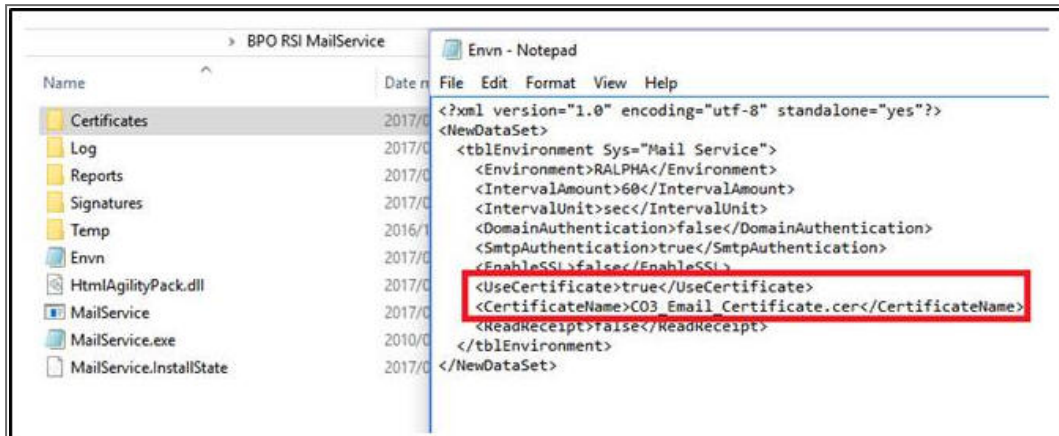 > BPO RSI MailService
Name
Date n
Certificates 2017/0
Log 2017/0
Reports 2017/0
Signatures 2017/0
Temp 2016/1
Envn 2017/0
HtmlAgilityPack.dll 2017/0
MailService 2017/0
MailService.exe 2010/0
MailService.InstallState 2017/0
Envn - Notepad
File Edit Format View Help
<?xml version="1.0" encoding="utf-8" standalone="yes"?>
<NewDataSet>
<tblEnvironment Sys="Mail Service">
<Environment>RALPHA</Environment>
<IntervalAmount>60</IntervalAmount>
<IntervalUnit>sec</IntervalUnit>
<DomainAuthentication>false</DomainAuthentication>
<SmtpAuthentication>true</SmtpAuthentication>
<EnableSSL>false</EnableSSL>
<UseCertificate>true</UseCertificate>
<CertificateName>CO3_Email_Certificate.cer</CertificateName>
<ReadReceipt>false</ReadReceipt>
</tblEnvironment>
</NewDataSet>